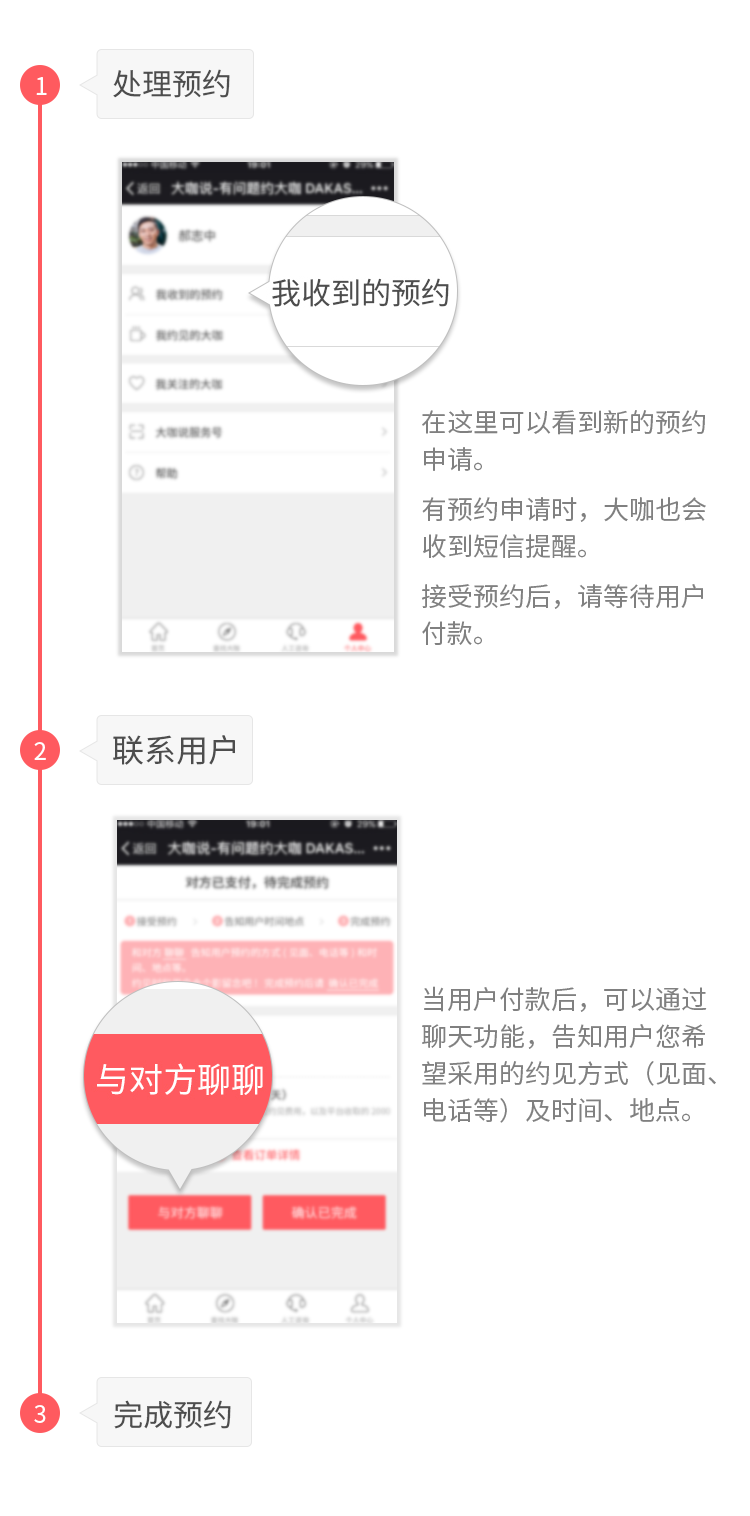 1
处理预约
返回 大咖说-有问题约大咖 DAKAS...
郝志中
我收到的预约
我收到的预约
我约见的大咖
我关注的大咖
大咖说服务号
帮助
在这里可以看到新的预约
申请。
有预约申请时，大咖也会
收到短信提醒。
接受预约后，请等待用户
付款。
2
联系用户
返回 大咖说-有问题约大咖 DAKAS...
对方已支付，待完成预约
接受预约 告知用户时间地点 完成预约
与对方聊聊
查看订单详情
与对方聊聊 确认已完成
当用户付款后，可以通过
聊天功能，告知用户您希
望采用的约见方式（见面、
电话等）及时间、地点。
3
完成预约